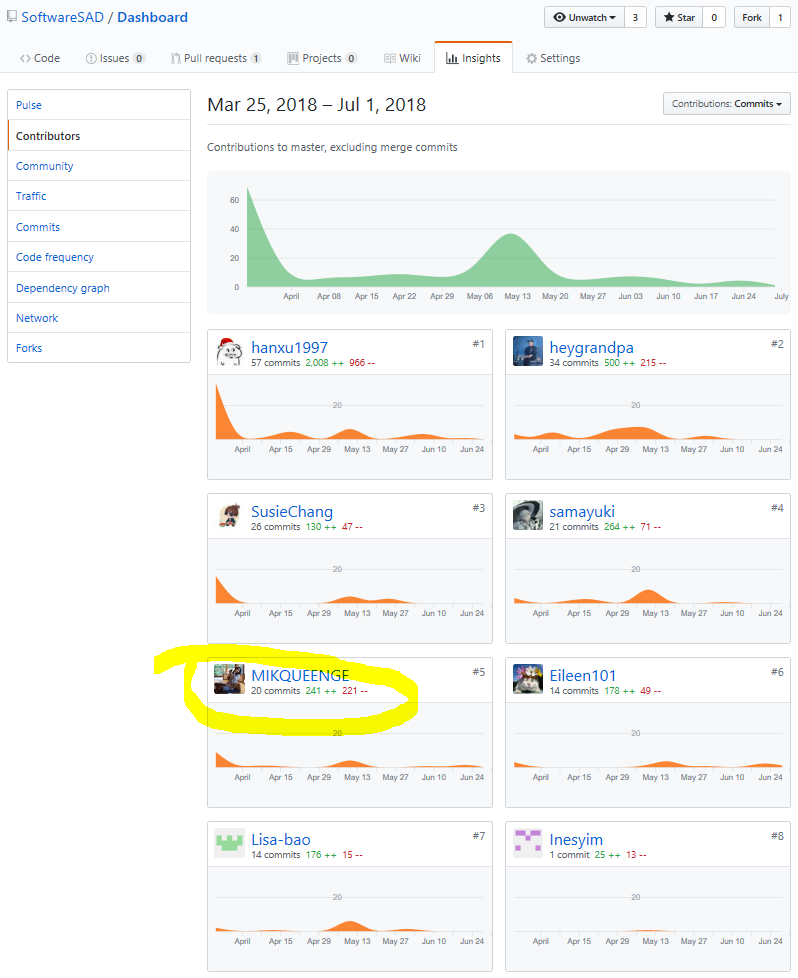 SoftwareSAD / Dashboard
Unwatch 3 Star 0 Fork 1
Code Issues 0 Pull requests 1 Projects 0 Wiki Insights Settings
Pulse
Contributors
Community
Traffic
Commits
Code frequency
Dependency graph
Network
Forks
Mar 25, 2018 – Jul 1, 2018
Contributions: Commits
Contributions to master, excluding merge commits
60
40
20
0
April Apr 08 Apr 15 Apr 22 Apr 29 May 06 May 13 May 20 May 27 Jun 03 Jun 10 Jun 17 Jun 24 July
hanxu1997 #1
57 commits 2,008 ++ 966 --
20
April Apr 15 Apr 29 May 13 May 27 Jun 10 Jun 24
heygrandpa #2
34 commits 500 ++ 215 --
20
April Apr 15 Apr 29 May 13 May 27 Jun 10 Jun 24
SusieChang #3
26 commits 130 ++ 47 --
20
April Apr 15 Apr 29 May 13 May 27 Jun 10 Jun 24
samayuki #4
21 commits 264 ++ 71 --
20
April Apr 15 Apr 29 May 13 May 27 Jun 10 Jun 24
MIKQUEENGE #5
20 commits 241 ++ 221 --
20
April Apr 15 Apr 29 May 13 May 27 Jun 10 Jun 24
Eileen101 #6
14 commits 178 ++ 49 --
20
April Apr 15 Apr 29 May 13 May 27 Jun 10 Jun 24
Lisa-bao #7
14 commits 176 ++ 15 --
20
April Apr 15 Apr 29 May 13 May 27 Jun 10 Jun 24
Inesyim #8
1 commit 25 ++ 13 --
20
April Apr 15 Apr 29 May 13 May 27 Jun 10 Jun 24